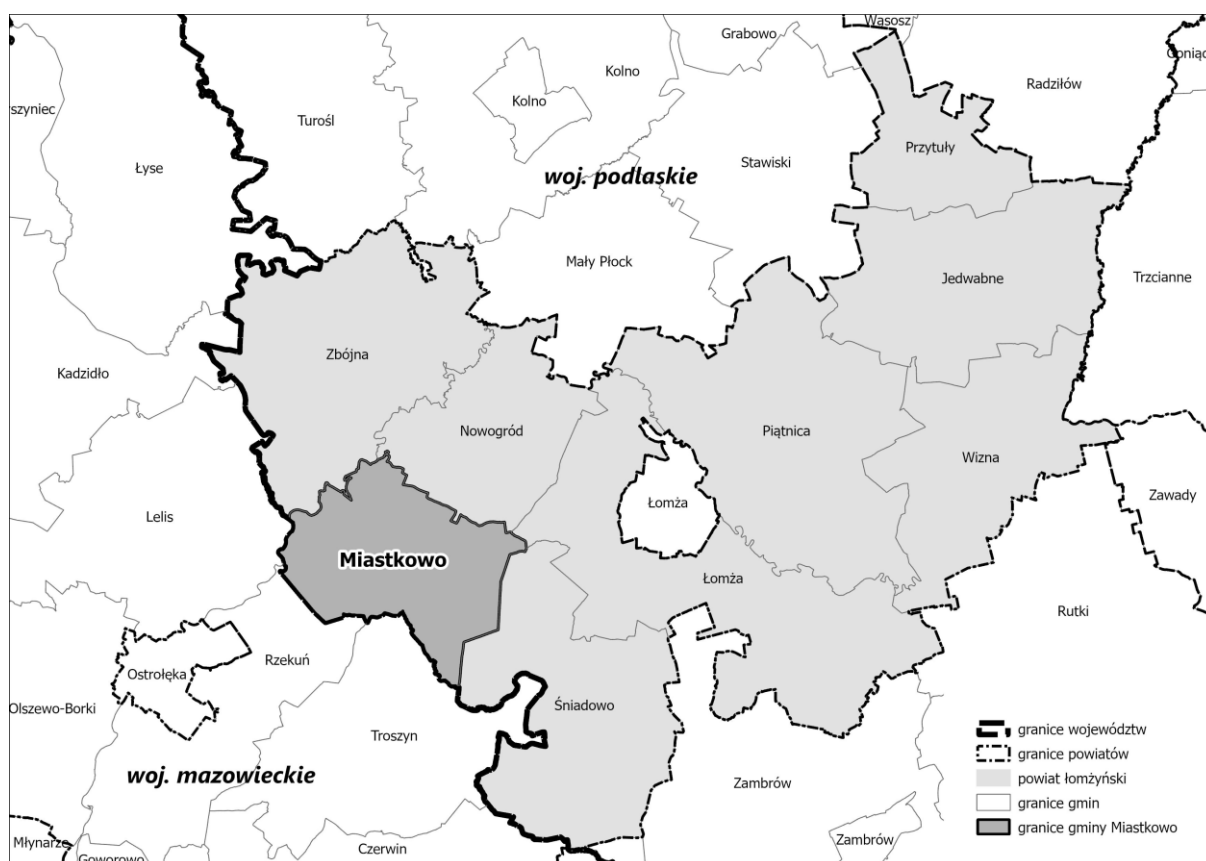 Wąsosz
Grabowo
Goniąd
Kolno
Radziłów
Kolno
szyniec
Turośl
Przytuły
Stawiski
Łyse
woj. podlaskie
Mały Płock
Jedwabne
Trzcianne
Zbójna
Kadzidło
Nowogród
Piątnica
Wizna
Zawady
Łomża
Lelis
Miastkowo
Łomża
Rutki
Ostrołęka
Rzekuń
Olszewo-Borki
Śniadowo
Troszyn
woj. mazowieckie
Zambrów
Młynarze
Goworowo
Czerwin
Zambrów
granice województw
granice powiatów
powiat łomżyński
granice gmin
granice gminy Miastkowo